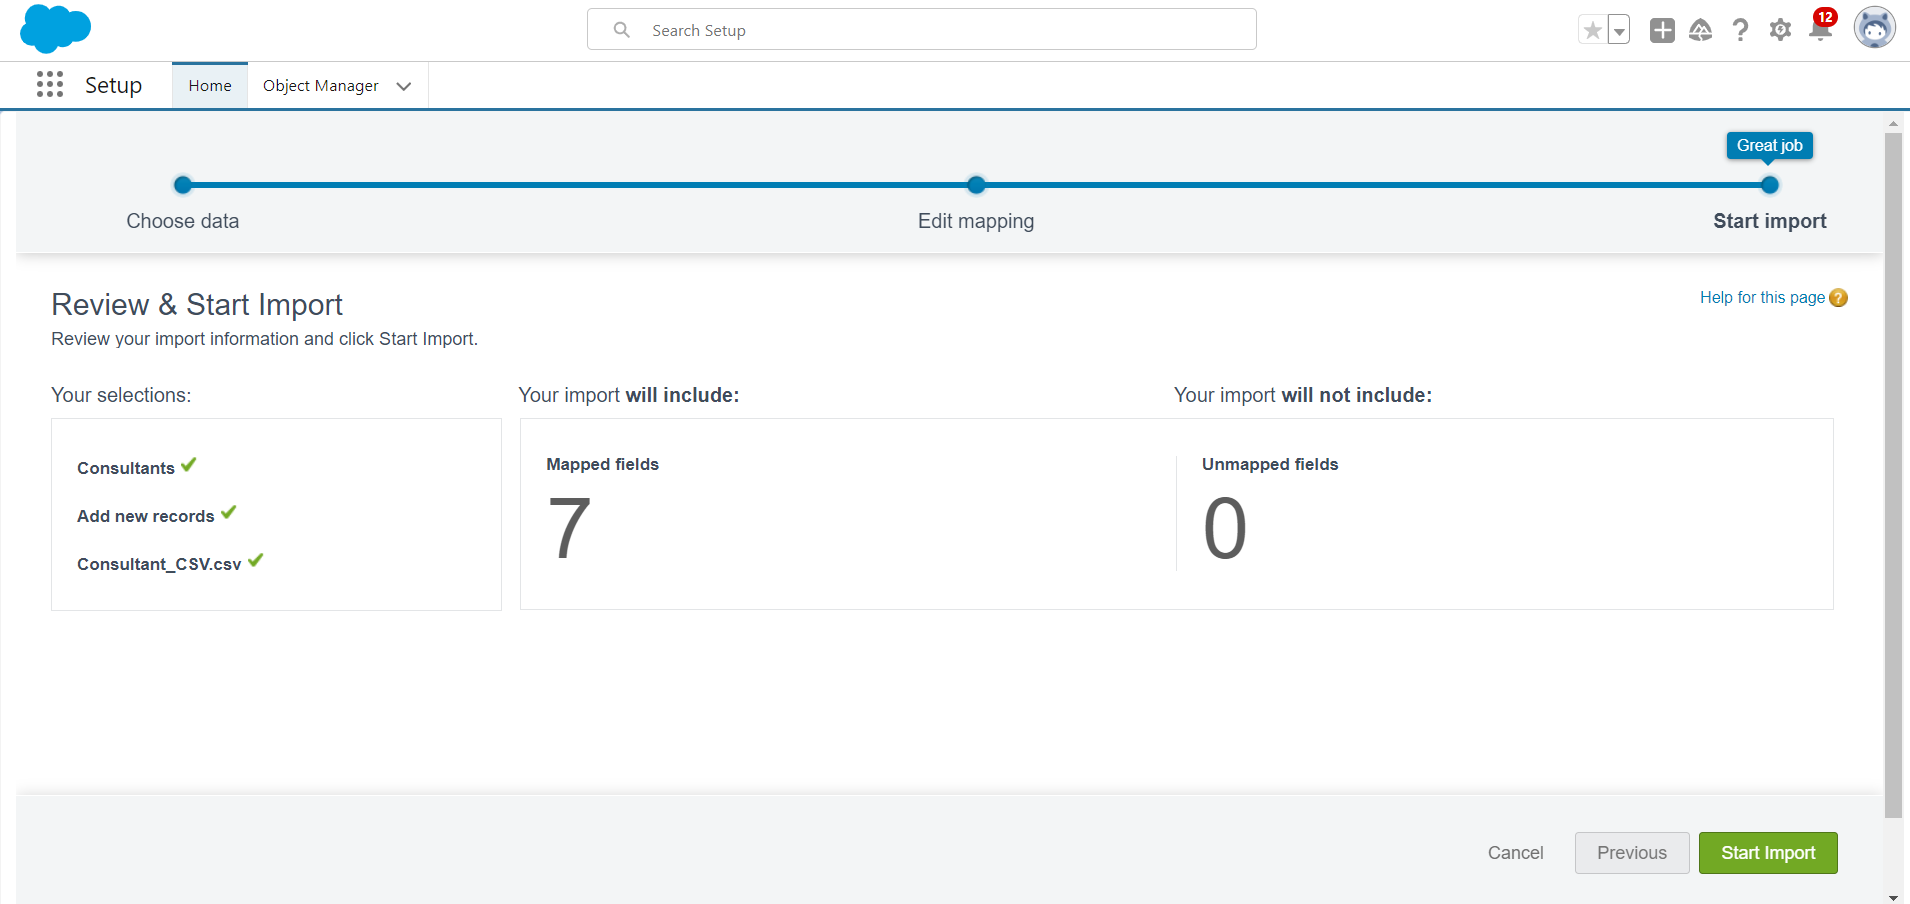 Search Setup
12
Setup
Home
Object Manager
Great job
Choose data
Edit mapping
Start import
Review & Start Import
Help for this page ?
Review your import information and click Start Import.
Your selections:
Your import will include:
Your import will not include:
Consultants
Add new records
Consultant_CSV.csv
Mapped fields
7
Unmapped fields
0
Cancel
Previous
Start Import